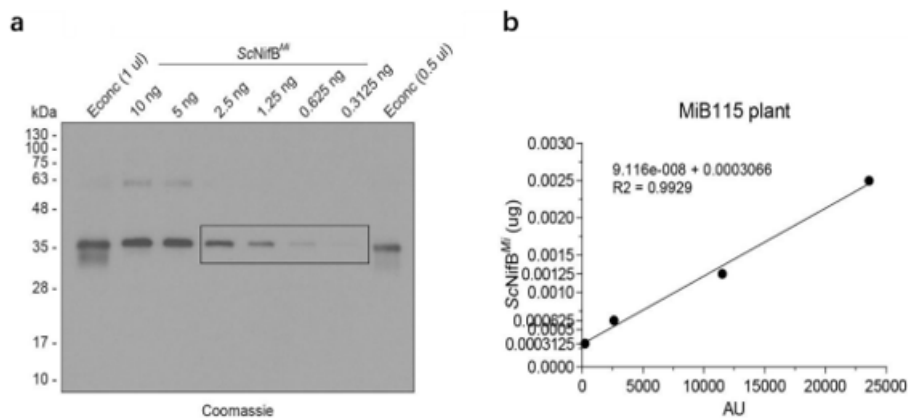 a
ScNifB^Mi
Econc (1 ul)
10 ng
5 ng
2.5 ng
1.25 ng
0.625 ng
0.3125 ng
Econc (0.5 ul)
kDa
130 -
100 -
75 -
63 -
48 -
35 -
28 -
17 -
10 -
Coomassie
b
MiB115 plant
9.116e-008 + 0.0003066
R2 = 0.9929
ScNifB^Mi (ug)
0.0030
0.0025
0.0020
0.0015
0.00125
0.0010
0.000625
0.0005
0.0003125
0.0000
0
5000
10000
15000
20000
25000
AU